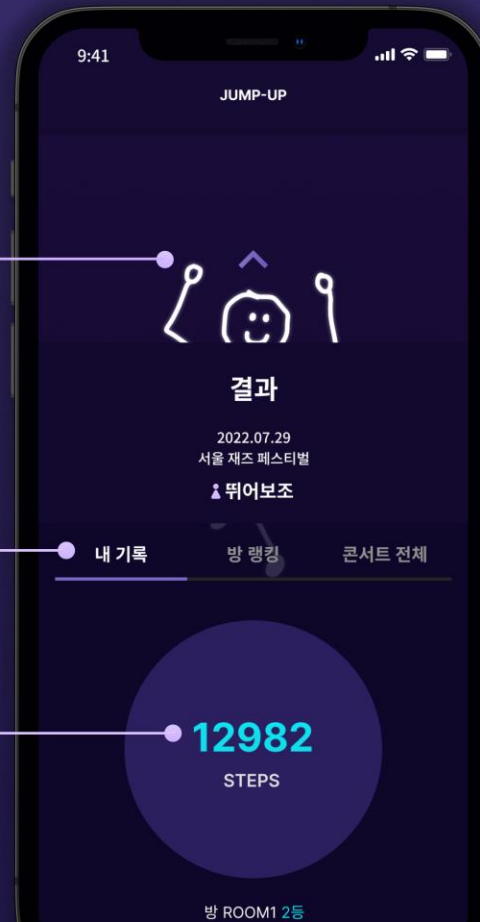 9:41
JUMP-UP
결과
2022.07.29
서울 재즈 페스티벌
뛰어보조
내 기록
방 랭킹
콘서트 전체
12982
STEPS
방 ROOM1 2등